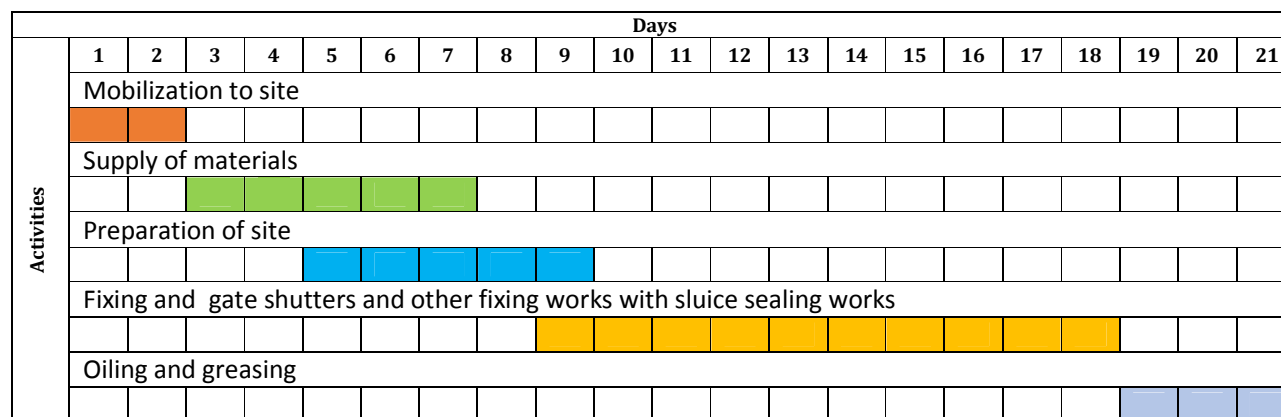 Days
1 2 3 4 5 6 7 8 9 10 11 12 13 14 15 16 17 18 19 20 21
Activities
Mobilization to site
Supply of materials
Preparation of site
Fixing and  gate shutters and other fixing works with sluice sealing works
Oiling and greasing